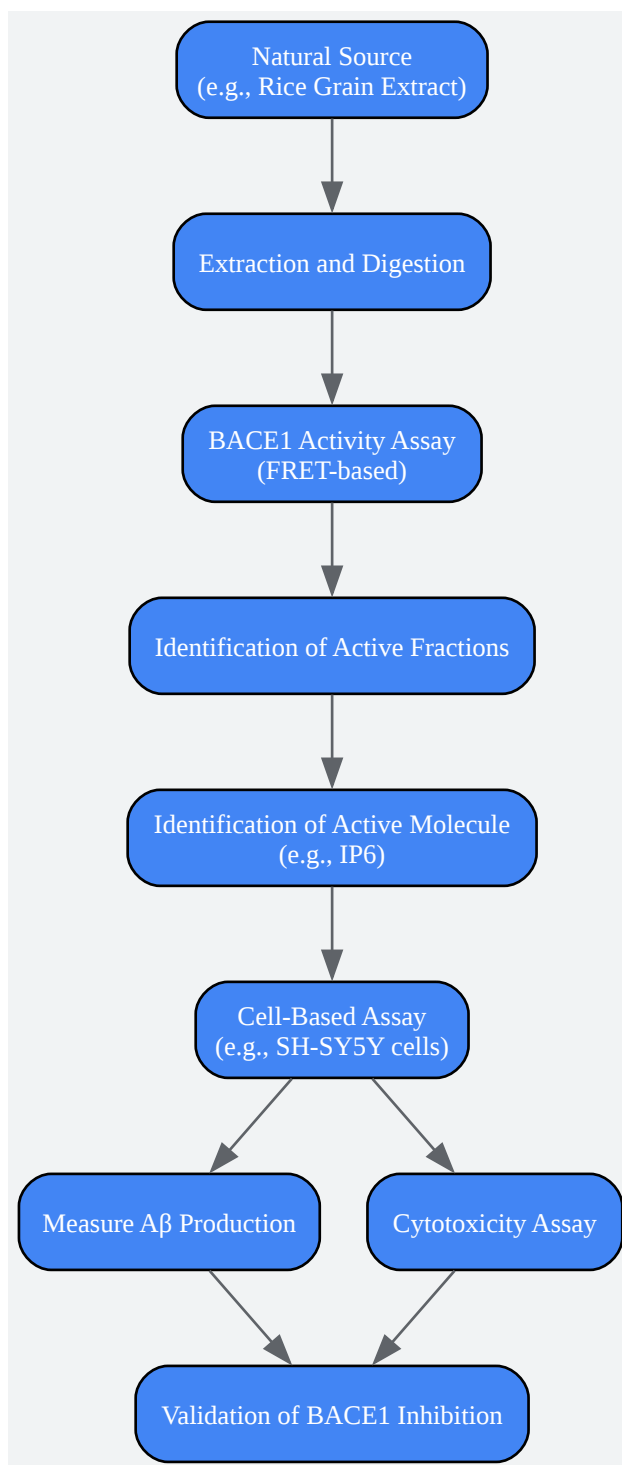 Natural Source
(e.g., Rice Grain Extract)
Extraction and Digestion
BACE1 Activity Assay
(FRET-based)
Identification of Active Fractions
Identification of Active Molecule
(e.g., IP6)
Cell-Based Assay
(e.g., SH-SY5Y cells)
Measure Aβ Production
Cytotoxicity Assay
Validation of BACE1 Inhibition